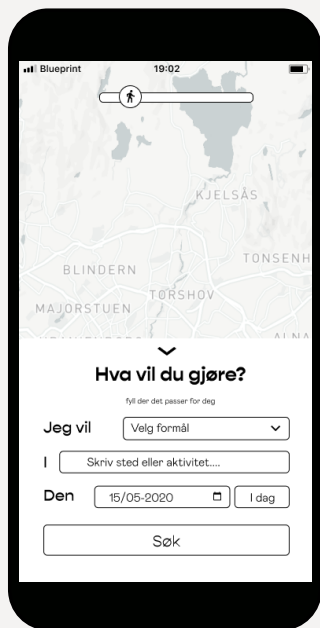 Blueprint 19:02
KJELSÅS
TONSENH
BLINDERN
TORSHOV
MAJORSTUEN
Hva vil du gjøre?
fyll der det passer for deg
Jeg vil Velg formål
I Skriv sted eller aktivitet....
Den 15/05-2020 I dag
Søk